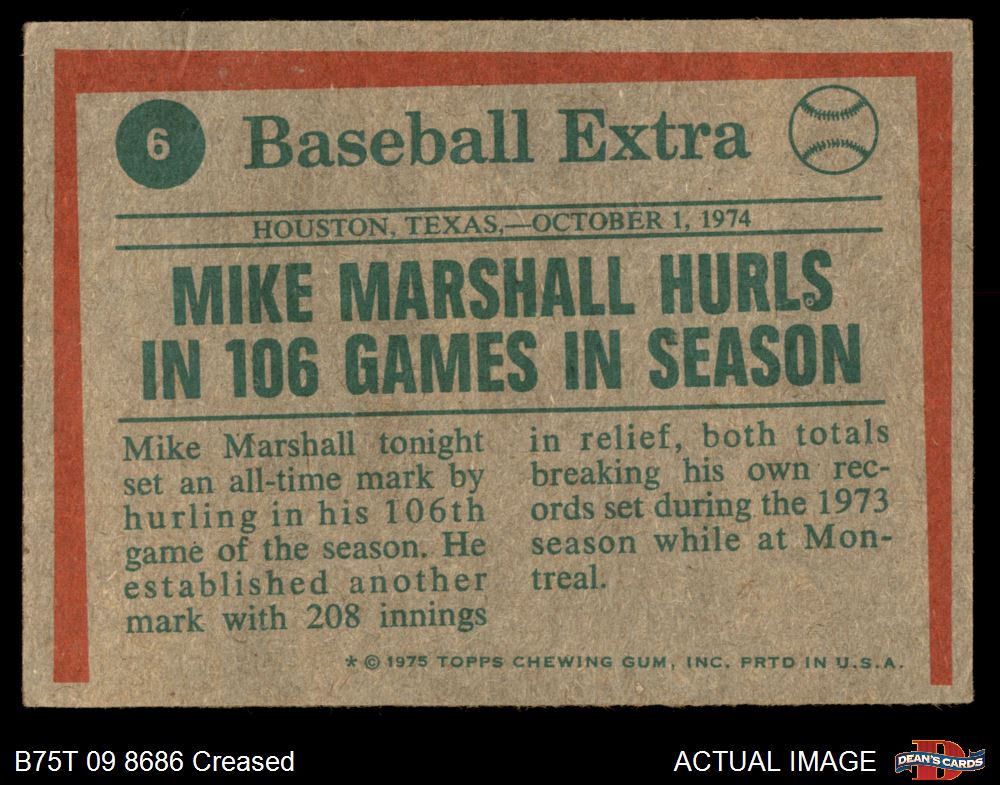 6
Baseball Extra
HOUSTON, TEXAS,—OCTOBER 1, 1974
MIKE MARSHALL HURLS
IN 106 GAMES IN SEASON
Mike Marshall tonight
set an all-time mark by
hurling in his 106th
game of the season. He
established another
mark with 208 innings
in relief, both totals
breaking his own rec-
ords set during the 1973
season while at Mon-
treal.
* © 1975 TOPPS CHEWING GUM, INC. PRTD IN U.S.A.
B75T 09 8686 Creased
ACTUAL IMAGE
D
DEAN'S CARDS